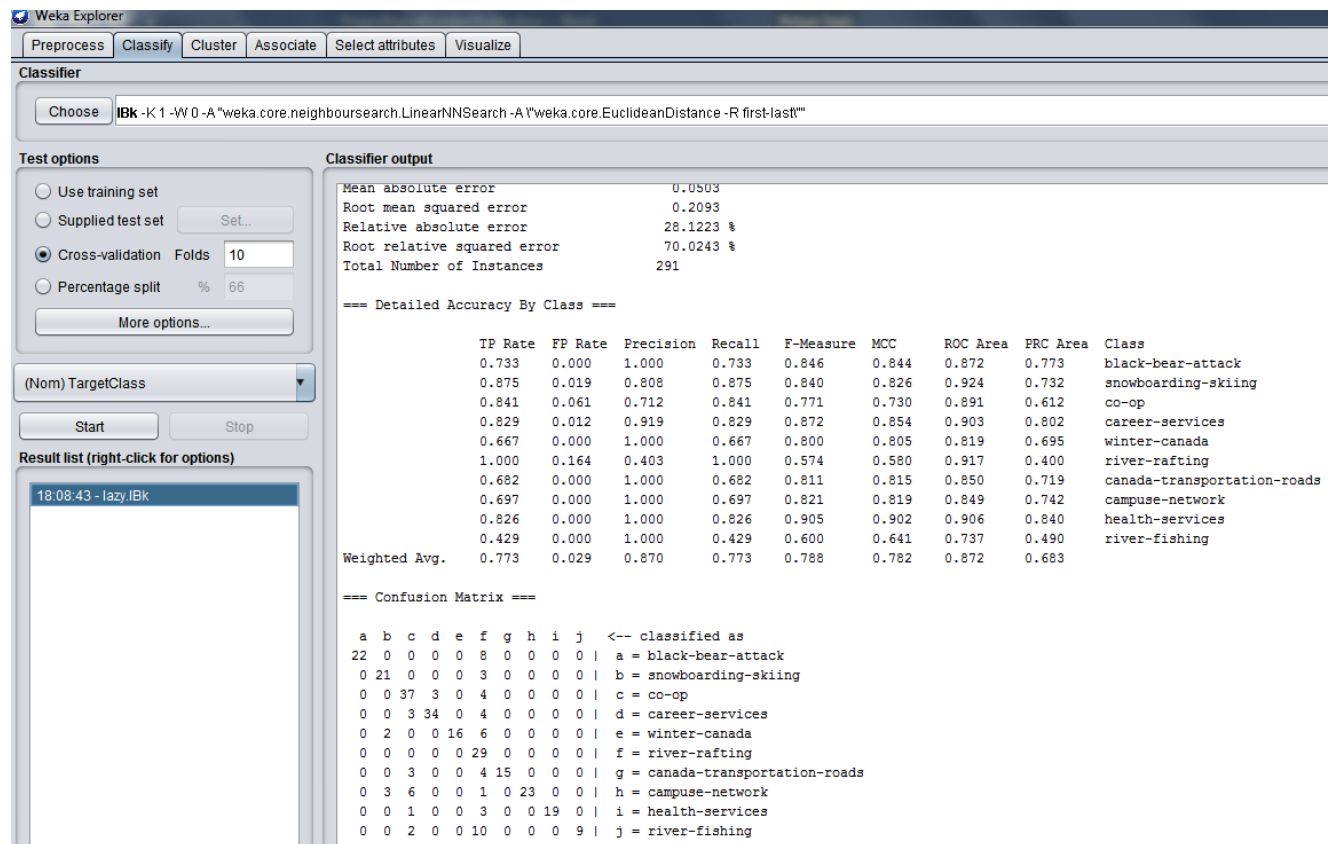 Weka Explorer
Preprocess Classify Cluster Associate Select attributes Visualize
Classifier
Choose IBk -K 1 -W 0 -A "weka.core.neighboursearch.LinearNNSearch -A \"weka.core.EuclideanDistance -R first-last\""
Test options
Use training set
Supplied test set Set...
Cross-validation Folds 10
Percentage split % 66
More options...
(Nom) TargetClass
Start Stop
Result list (right-click for options)
18:08:43 - lazy.IBk
Classifier output
Mean absolute error 0.0503
Root mean squared error 0.2093
Relative absolute error 28.1223 %
Root relative squared error 70.0243 %
Total Number of Instances 291
=== Detailed Accuracy By Class ===
TP Rate FP Rate Precision Recall F-Measure MCC ROC Area PRC Area Class
0.733 0.000 1.000 0.733 0.846 0.844 0.872 0.773 black-bear-attack
0.875 0.019 0.808 0.875 0.840 0.826 0.924 0.732 snowboarding-skiing
0.841 0.061 0.712 0.841 0.771 0.730 0.891 0.612 co-op
0.829 0.012 0.919 0.829 0.872 0.854 0.903 0.802 career-services
0.667 0.000 1.000 0.667 0.800 0.805 0.819 0.695 winter-canada
1.000 0.164 0.403 1.000 0.574 0.580 0.917 0.400 river-rafting
0.682 0.000 1.000 0.682 0.811 0.815 0.850 0.719 canada-transportation-roads
0.697 0.000 1.000 0.697 0.821 0.819 0.849 0.742 campuse-network
0.826 0.000 1.000 0.826 0.905 0.902 0.906 0.840 health-services
0.429 0.000 1.000 0.429 0.600 0.641 0.737 0.490 river-fishing
Weighted Avg. 0.773 0.029 0.870 0.773 0.788 0.782 0.872 0.683
=== Confusion Matrix ===
a b c d e f g h i j <-- classified as
22 0 0 0 0 8 0 0 0 0 | a = black-bear-attack
0 21 0 0 0 3 0 0 0 0 | b = snowboarding-skiing
0 0 37 3 0 4 0 0 0 0 | c = co-op
0 0 3 34 0 4 0 0 0 0 | d = career-services
0 2 0 0 16 6 0 0 0 0 | e = winter-canada
0 0 0 0 0 29 0 0 0 0 | f = river-rafting
0 0 3 0 0 4 15 0 0 0 | g = canada-transportation-roads
0 3 6 0 0 1 0 23 0 0 | h = campuse-network
0 0 1 0 0 3 0 0 19 0 | i = health-services
0 0 2 0 0 10 0 0 0 9 | j = river-fishing